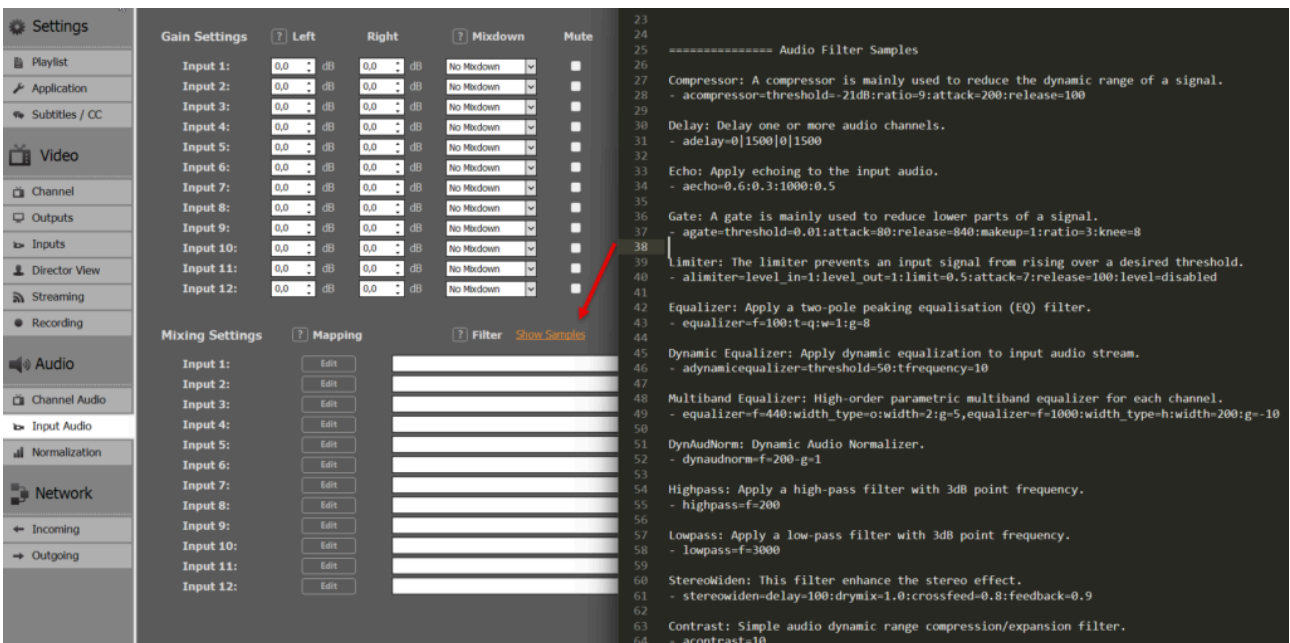 Settings
Playlist
Application
Subtitles / CC
Video
Channel
Outputs
Inputs
Director View
Streaming
Recording
Audio
Channel Audio
Input Audio
Normalization
Network
Incoming
Outgoing
Gain Settings ? Left Right ? Mixdown Mute
Input 1: 0,0 dB 0,0 dB No Mixdown
Input 2: 0,0 dB 0,0 dB No Mixdown
Input 3: 0,0 dB 0,0 dB No Mixdown
Input 4: 0,0 dB 0,0 dB No Mixdown
Input 5: 0,0 dB 0,0 dB No Mixdown
Input 6: 0,0 dB 0,0 dB No Mixdown
Input 7: 0,0 dB 0,0 dB No Mixdown
Input 8: 0,0 dB 0,0 dB No Mixdown
Input 9: 0,0 dB 0,0 dB No Mixdown
Input 10: 0,0 dB 0,0 dB No Mixdown
Input 11: 0,0 dB 0,0 dB No Mixdown
Input 12: 0,0 dB 0,0 dB No Mixdown
Mixing Settings ? Mapping ? Filter Show Samples
Input 1: Edit
Input 2: Edit
Input 3: Edit
Input 4: Edit
Input 5: Edit
Input 6: Edit
Input 7: Edit
Input 8: Edit
Input 9: Edit
Input 10: Edit
Input 11: Edit
Input 12: Edit
23
24
25 =============== Audio Filter Samples
26
27 Compressor: A compressor is mainly used to reduce the dynamic range of a signal.
28 - acompressor=threshold=-21dB:ratio=9:attack=200:release=100
29
30 Delay: Delay one or more audio channels.
31 - adelay=0|1500|0|1500
32
33 Echo: Apply echoing to the input audio.
34 - aecho=0.6:0.3:1000:0.5
35
36 Gate: A gate is mainly used to reduce lower parts of a signal.
37 - agate=threshold=0.01:attack=80:release=840:makeup=1:ratio=3:knee=8
38
39 Limiter: The limiter prevents an input signal from rising over a desired threshold.
40 - alimiter=level_in=1:level_out=1:limit=0.5:attack=7:release=100:level=disabled
41
42 Equalizer: Apply a two-pole peaking equalisation (EQ) filter.
43 - equalizer=f=100:t=q:w=1:g=8
44
45 Dynamic Equalizer: Apply dynamic equalization to input audio stream.
46 - adynamicequalizer=threshold=50:tfrequency=10
47
48 Multiband Equalizer: High-order parametric multiband equalizer for each channel.
49 - equalizer=f=440:width_type=o:width=2:g=5,equalizer=f=1000:width_type=h:width=200:g=-10
50
51 DynAudNorm: Dynamic Audio Normalizer.
52 - dynaudnorm=f=200-g=1
53
54 Highpass: Apply a high-pass filter with 3dB point frequency.
55 - highpass=f=200
56
57 Lowpass: Apply a low-pass filter with 3dB point frequency.
58 - lowpass=f=3000
59
60 StereoWiden: This filter enhance the stereo effect.
61 - stereowiden=delay=100:drymix=1.0:crossfeed=0.8:feedback=0.9
62
63 Contrast: Simple audio dynamic range compression/expansion filter.
64 - acontrast=10